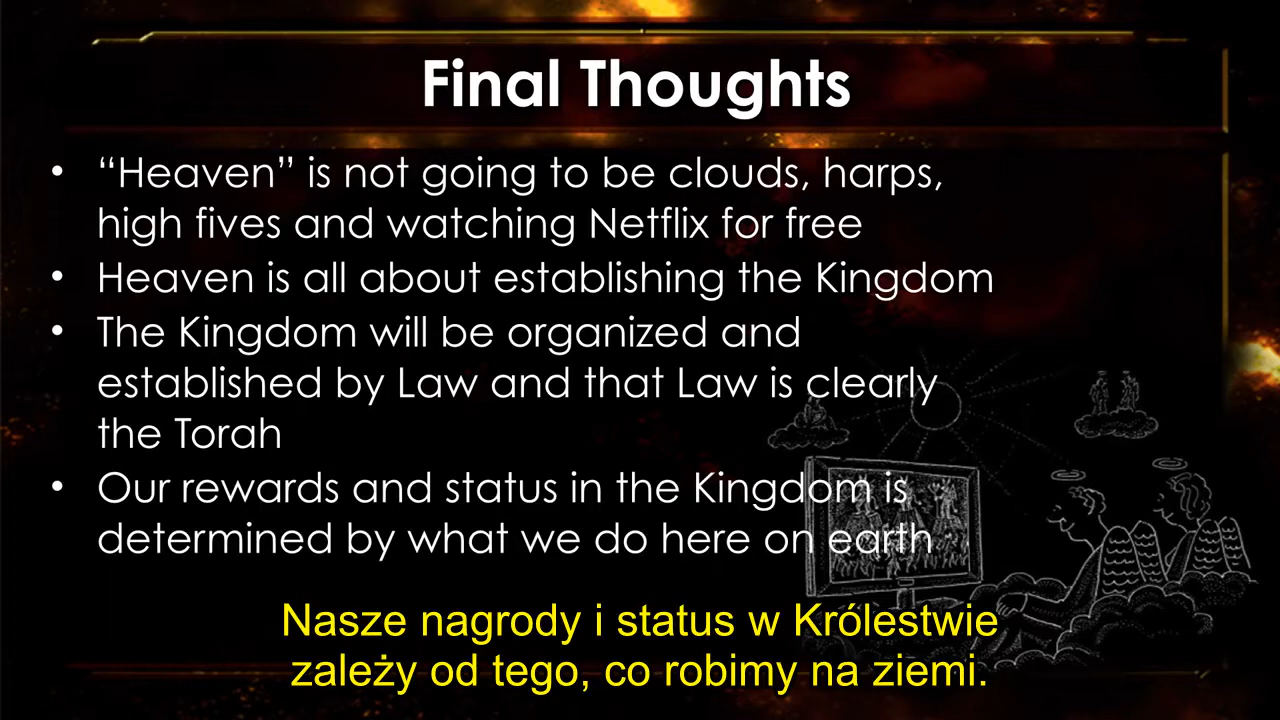 Final Thoughts
• “Heaven” is not going to be clouds, harps,
high fives and watching Netflix for free
• Heaven is all about establishing the Kingdom
• The Kingdom will be organized and
established by Law and that Law is clearly
the Torah
• Our rewards and status in the Kingdom is
determined by what we do here on earth
Nasze nagrody i status w Królestwie
zależy od tego, co robimy na ziemi.